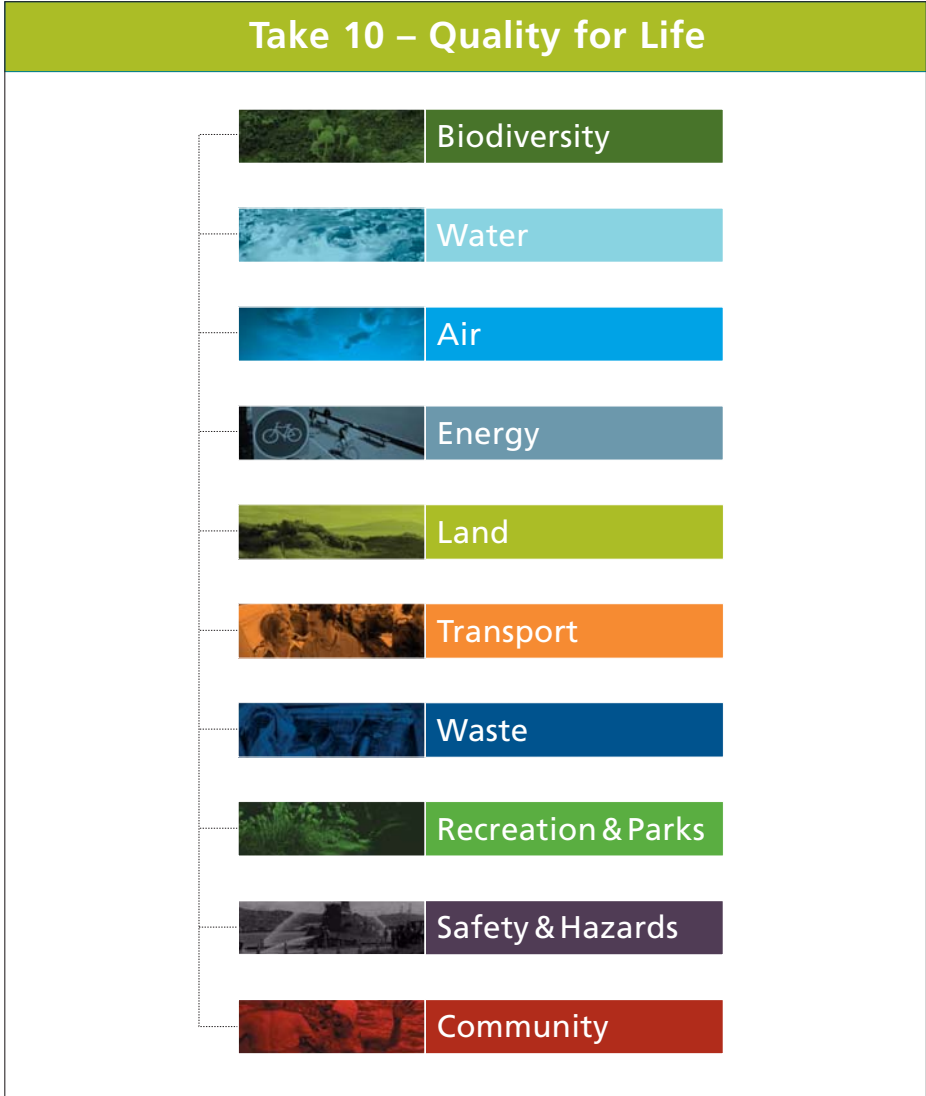 Take 10 – Quality for Life
Biodiversity
Water
Air
Energy
Land
Transport
Waste
Recreation & Parks
Safety & Hazards
Community